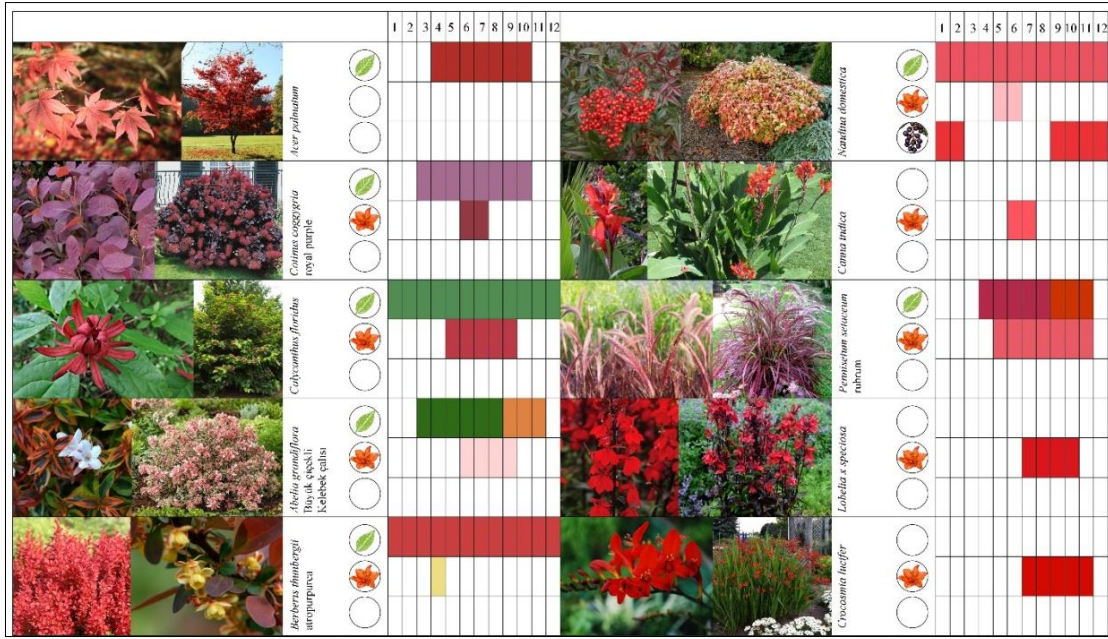 1 2 3 4 5 6 7 8 9 10 11 12
1 2 3 4 5 6 7 8 9 10 11 12
Acer palmatum
Cotinus coggygria
royal purple
Calycanthus floridus
Abelia grandiflora
Büyük çiçekli
Kelebek çalısı
Berberis thunbergii
atropurpurea
Nandina domestica
Canna indica
Pennisetum setaceum
rubrum
Lobelia x speciosa
Crocosmia lucifer